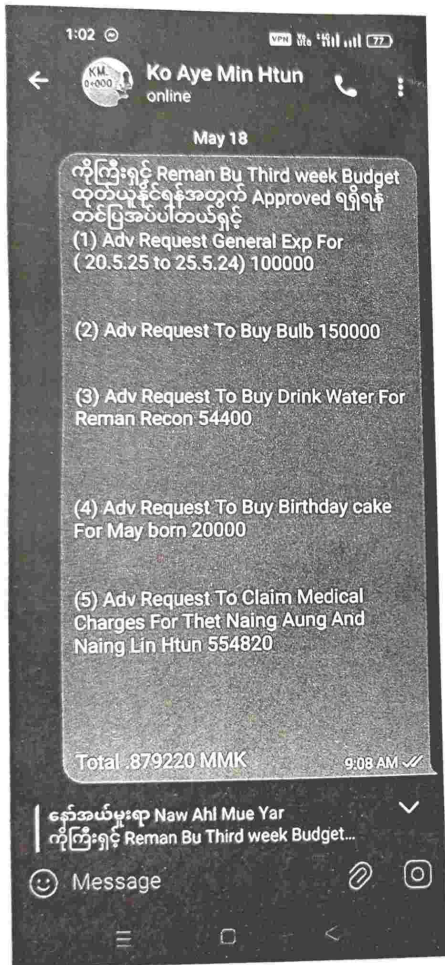 1:02
VPN Vo LTE 4G 77
KM.
0+000
Ko Aye Min Htun
online
May 18
ကိုကြီးရှင့် Reman Bu Third week Budget
ထုတ်ယူနိုင်ရန်အတွက် Approved ရရှိရန်
တင်ပြအပ်ပါတယ်ရှင့်
(1) Adv Request General Exp For
( 20.5.25 to 25.5.24) 100000
(2) Adv Request To Buy Bulb 150000
(3) Adv Request To Buy Drink Water For
Reman Recon 54400
(4) Adv Request To Buy Birthday cake
For May born 20000
(5) Adv Request To Claim Medical
Charges For Thet Naing Aung And
Naing Lin Htun 554820
Total .879220 MMK
9:08 AM
နော်အယ်မူးရာ Naw Ahl Mue Yar
ကိုကြီးရှင့် Reman Bu Third week Budget...
Message